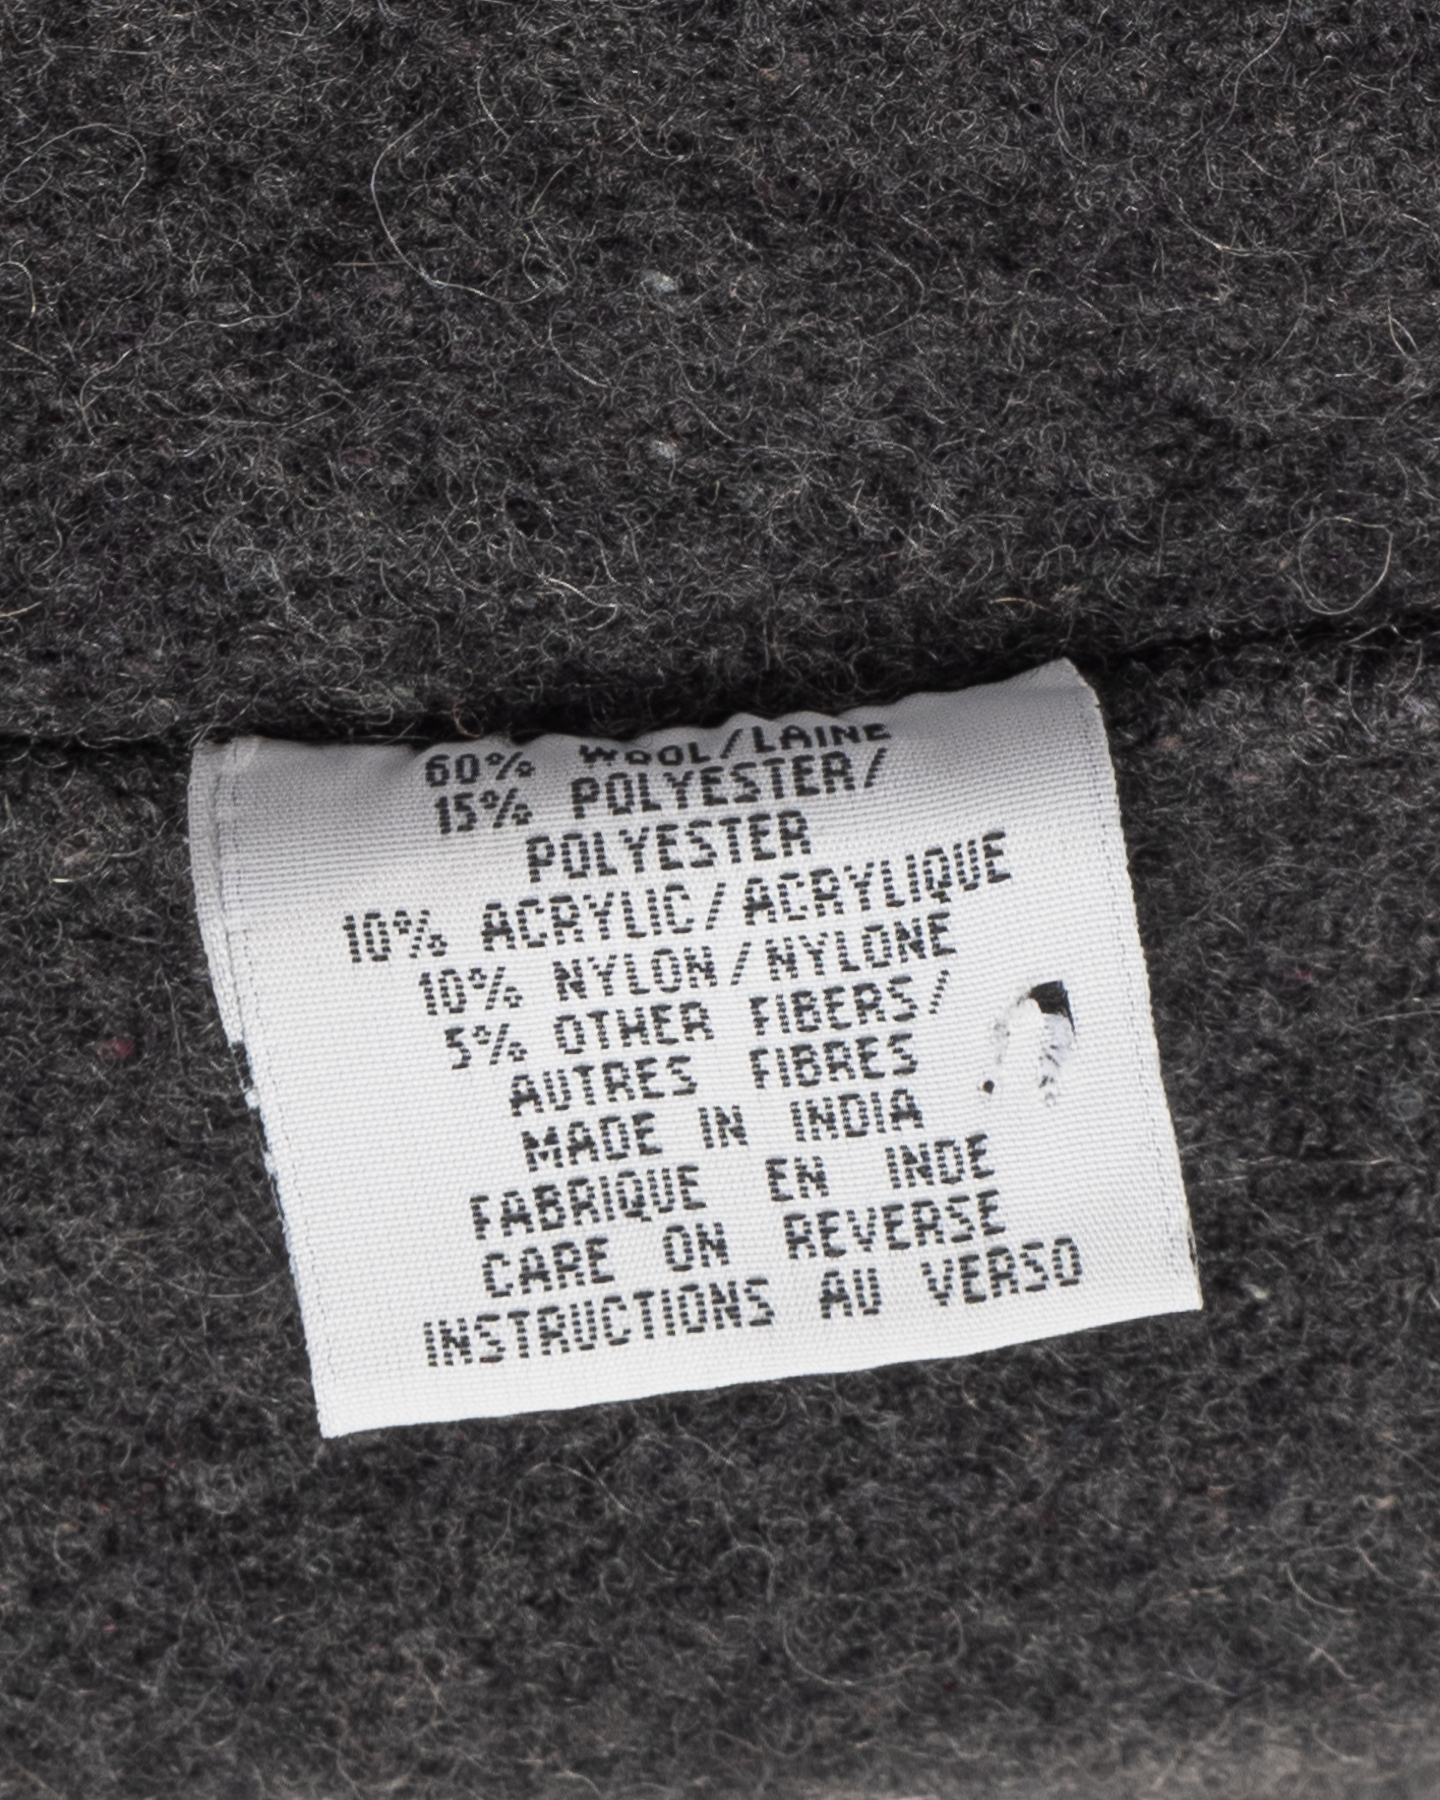 60% WOOL/LAINE
15% POLYESTER/
POLYESTER
10% ACRYLIC/ACRYLIQUE
10% NYLON/NYLONE
5% OTHER FIBERS/
AUTRES FIBRES
MADE IN INDIA
FABRIQUE EN INDE
CARE ON REVERSE
INSTRUCTIONS AU VERSO